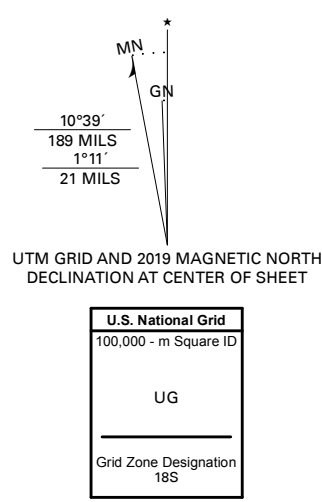 ★
MN
GN
10°39´
189 MILS
1°11´
21 MILS
UTM GRID AND 2019 MAGNETIC NORTH
DECLINATION AT CENTER OF SHEET
U.S. National Grid
100,000 - m Square ID
UG
Grid Zone Designation
18S